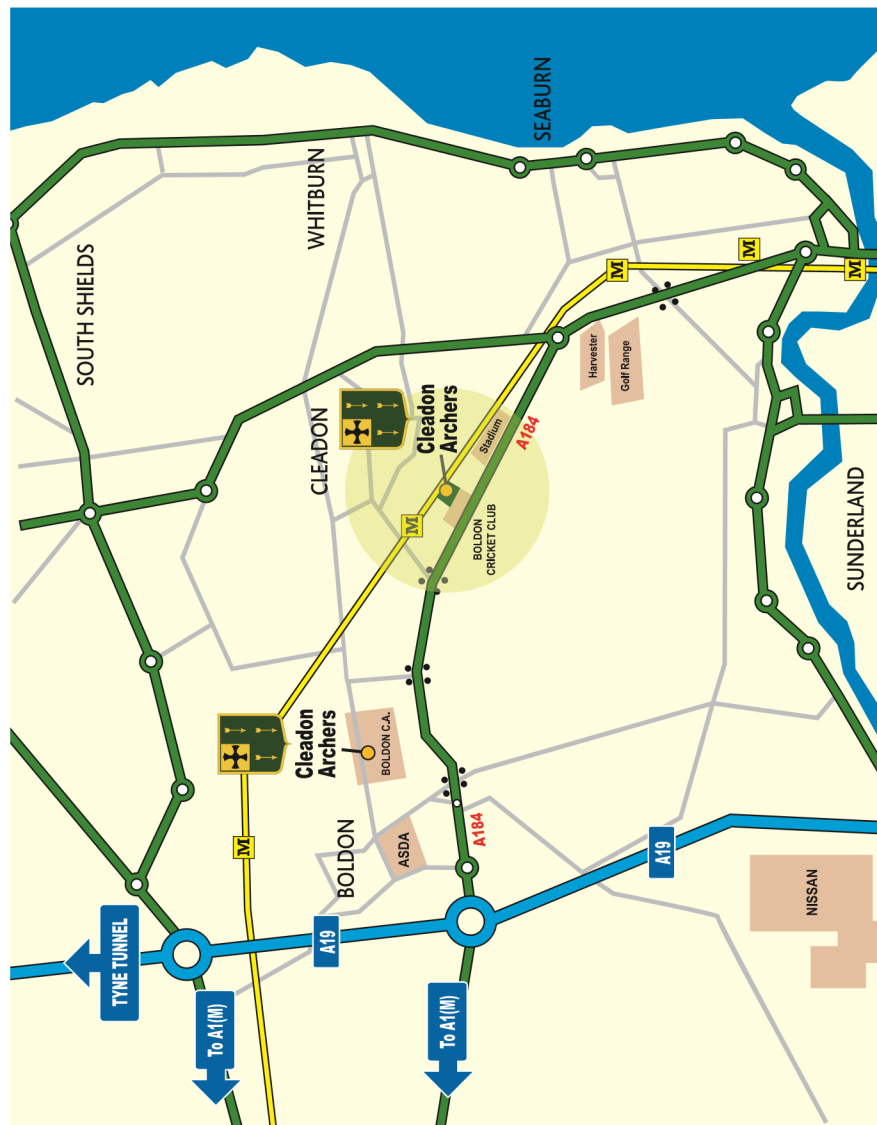 SOUTH SHIELDS
WHITBURN
SEABURN
CLEADON
Cleadon
Archers
M
M
M
M
M
Stadium
A184
Harvester
Golf Range
BOLDON
CRICKET CLUB
SUNDERLAND
Cleadon
Archers
BOLDON C.A.
BOLDON
ASDA
A184
A19
A19
NISSAN
TYNE TUNNEL
To A1(M)
To A1(M)